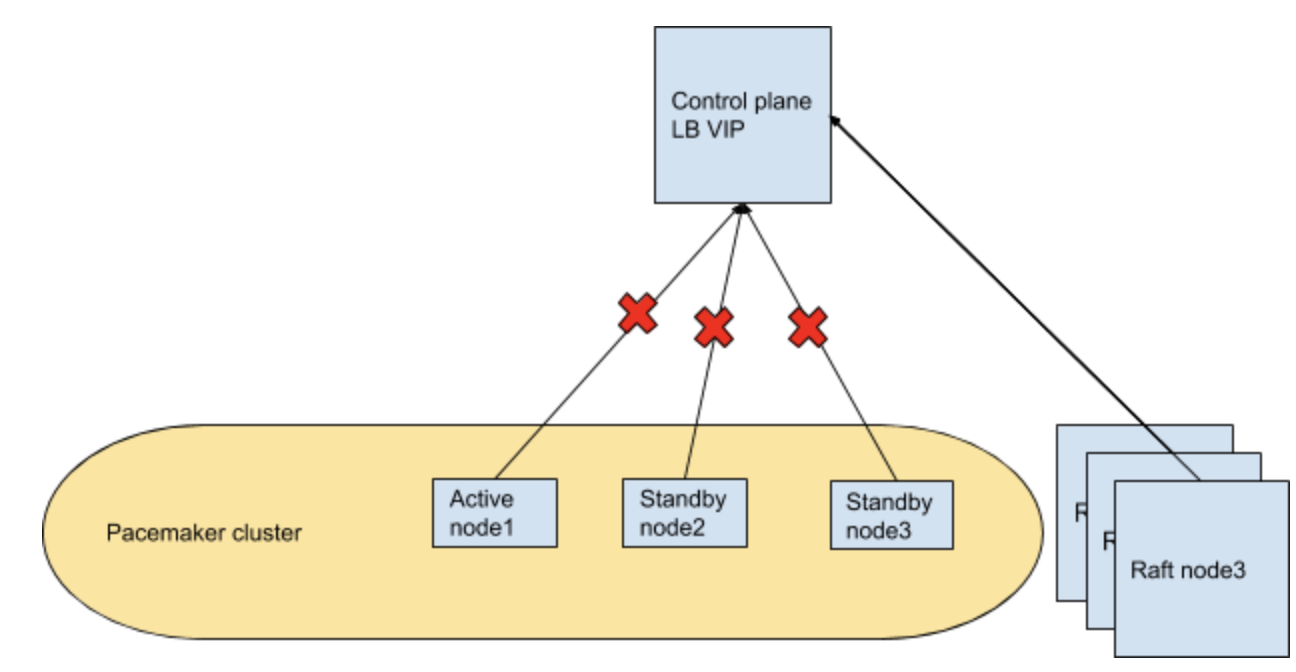 Control plane
LB VIP
Active
node1
Standby
node2
Standby
node3
Pacemaker cluster
R
R
Raft node3